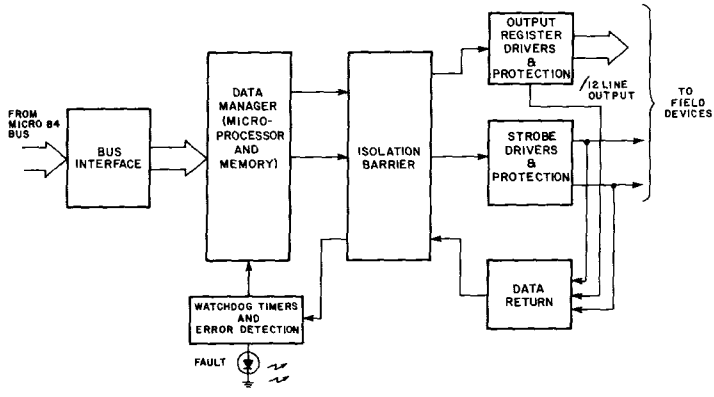 OUTPUT
REGISTER
DRIVERS
&
PROTECTION
/12 LINE
OUTPUT
TO
FIELD
DEVICES
DATA
MANAGER
(MICRO-
PROCESSOR
AND
MEMORY)
FROM
MICRO 84
BUS
BUS
INTERFACE
ISOLATION
BARRIER
STROBE
DRIVERS
&
PROTECTION
DATA
RETURN
WATCHDOG TIMERS
AND
ERROR DETECTION
FAULT